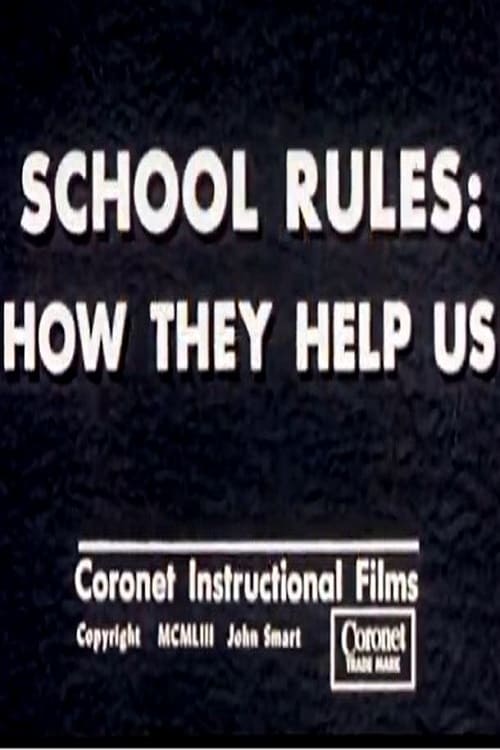 SCHOOL RULES:
HOW THEY HELP US
Coronet Instructional Films
Copyright MCMLIII John Smart
Coronet
TRADE MARK